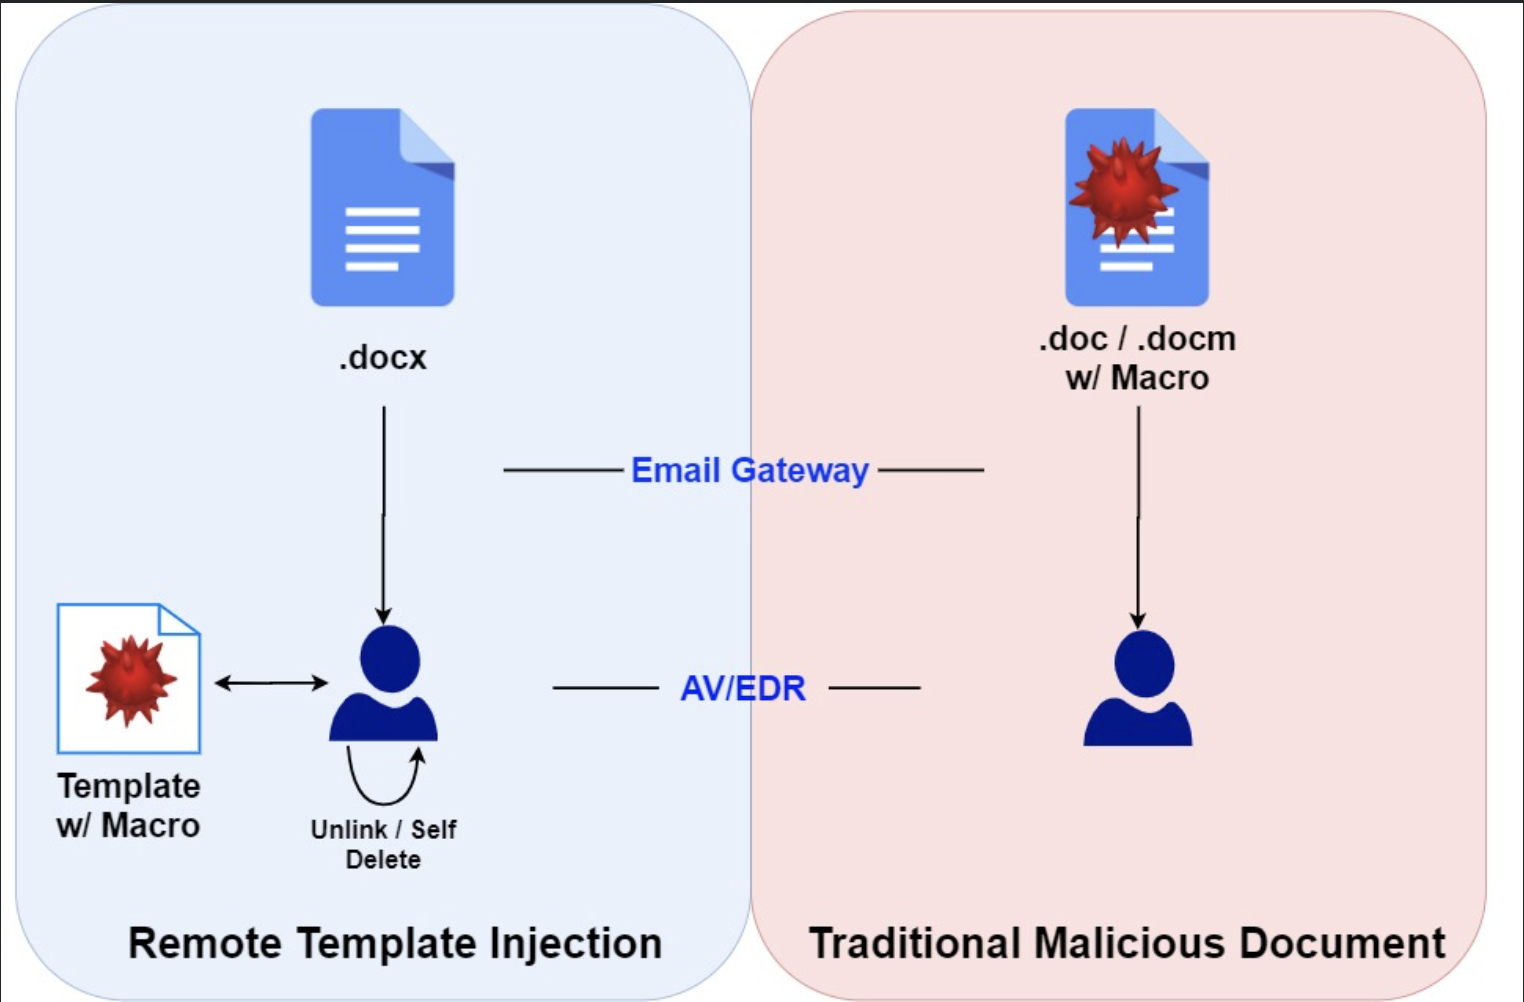 .docx
.doc / .docm
w/ Macro
Email Gateway
AV/EDR
Template
w/ Macro
Unlink / Self
Delete
Remote Template Injection
Traditional Malicious Document